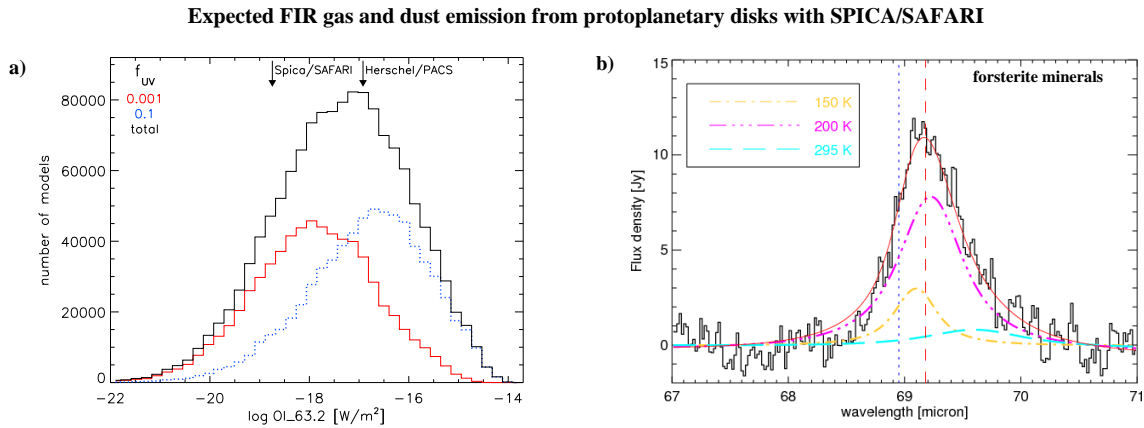 Expected FIR gas and dust emission from protoplanetary disks with SPICA/SAFARI
a)
f
UV
0.001
0.1
total
Spica/SAFARI
Herschel/PACS
80000
60000
40000
20000
0
number of models
-22
-20
-18
-16
-14
log OI_63.2 [W/m²]
b)
forsterite minerals
150 K
200 K
295 K
15
10
5
0
Flux density [Jy]
67
68
69
70
71
wavelength [micron]